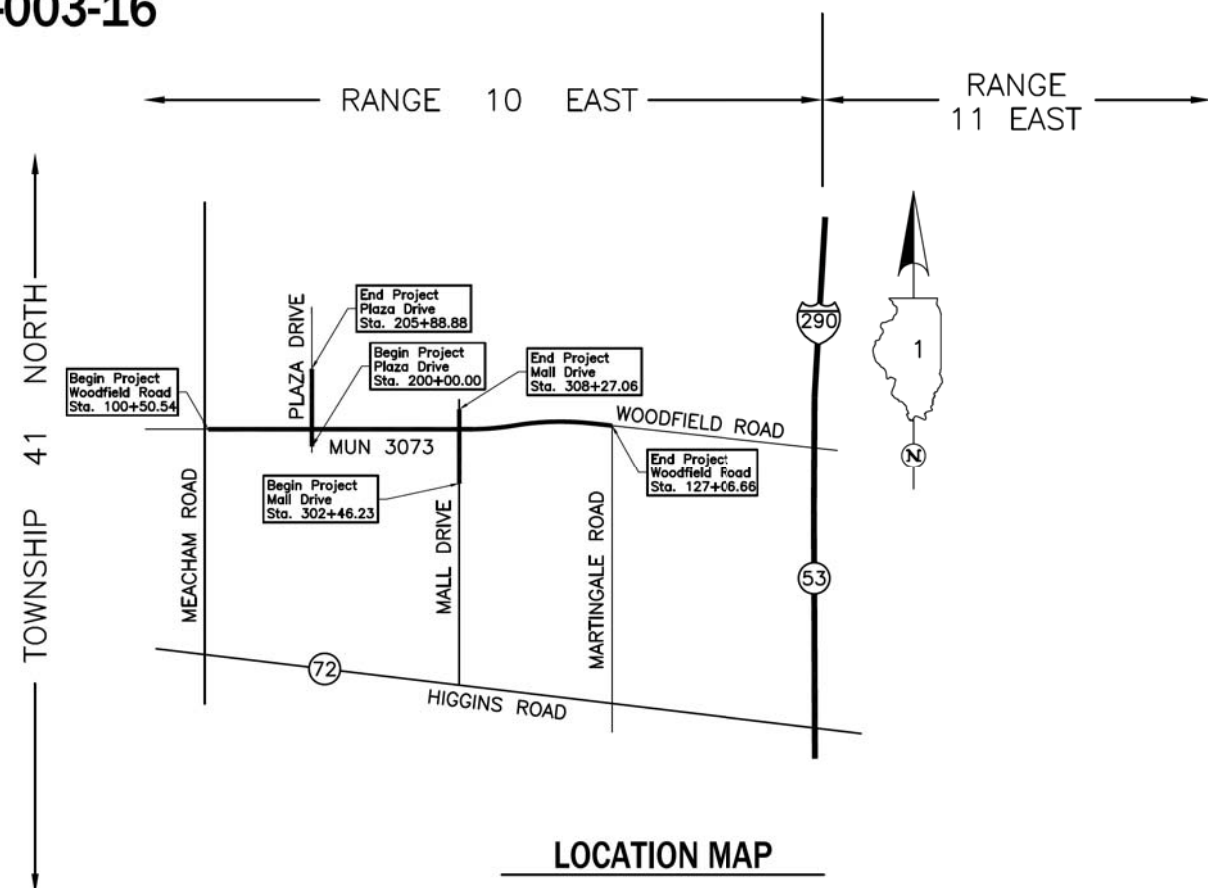 -003-16
RANGE 10 EAST
RANGE
11 EAST
TOWNSHIP 41 NORTH
290
1
N
PLAZA DRIVE
End Project
Plaza Drive
Sta. 205+88.88
Begin Project
Plaza Drive
Sta. 200+00.00
End Project
Mall Drive
Sta. 308+27.06
Begin Project
Woodfield Road
Sta. 100+50.54
WOODFIELD ROAD
MUN 3073
Begin Project
Mall Drive
Sta. 302+46.23
End Project
Woodfield Road
Sta. 127+06.66
MEACHAM ROAD
MALL DRIVE
MARTINGALE ROAD
53
72
HIGGINS ROAD
LOCATION MAP